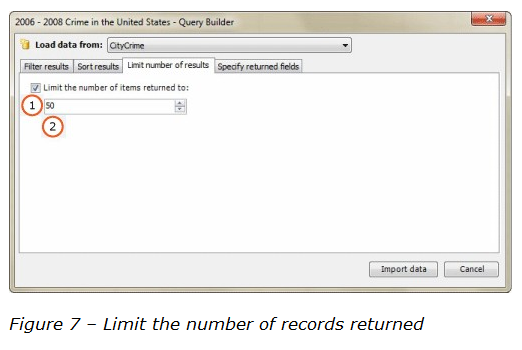 2006 - 2008 Crime in the United States - Query Builder
Load data from: CityCrime
Filter results Sort results Limit number of results Specify returned fields
Limit the number of items returned to:
1 50
2
Import data Cancel
Figure 7 – Limit the number of records returned